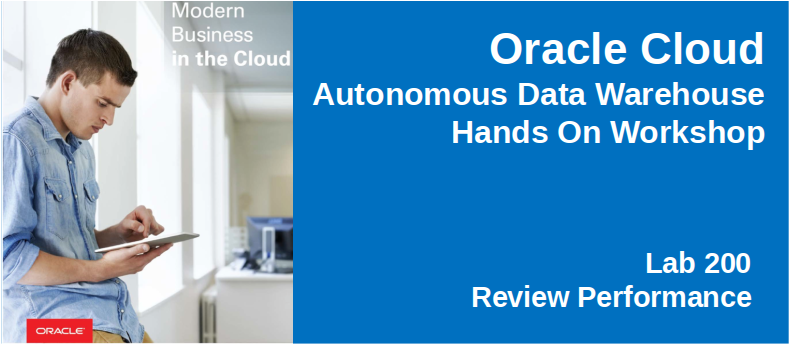 Modern
Business
in the Cloud
Oracle Cloud
Autonomous Data Warehouse
Hands On Workshop
Lab 200
Review Performance
ORACLE